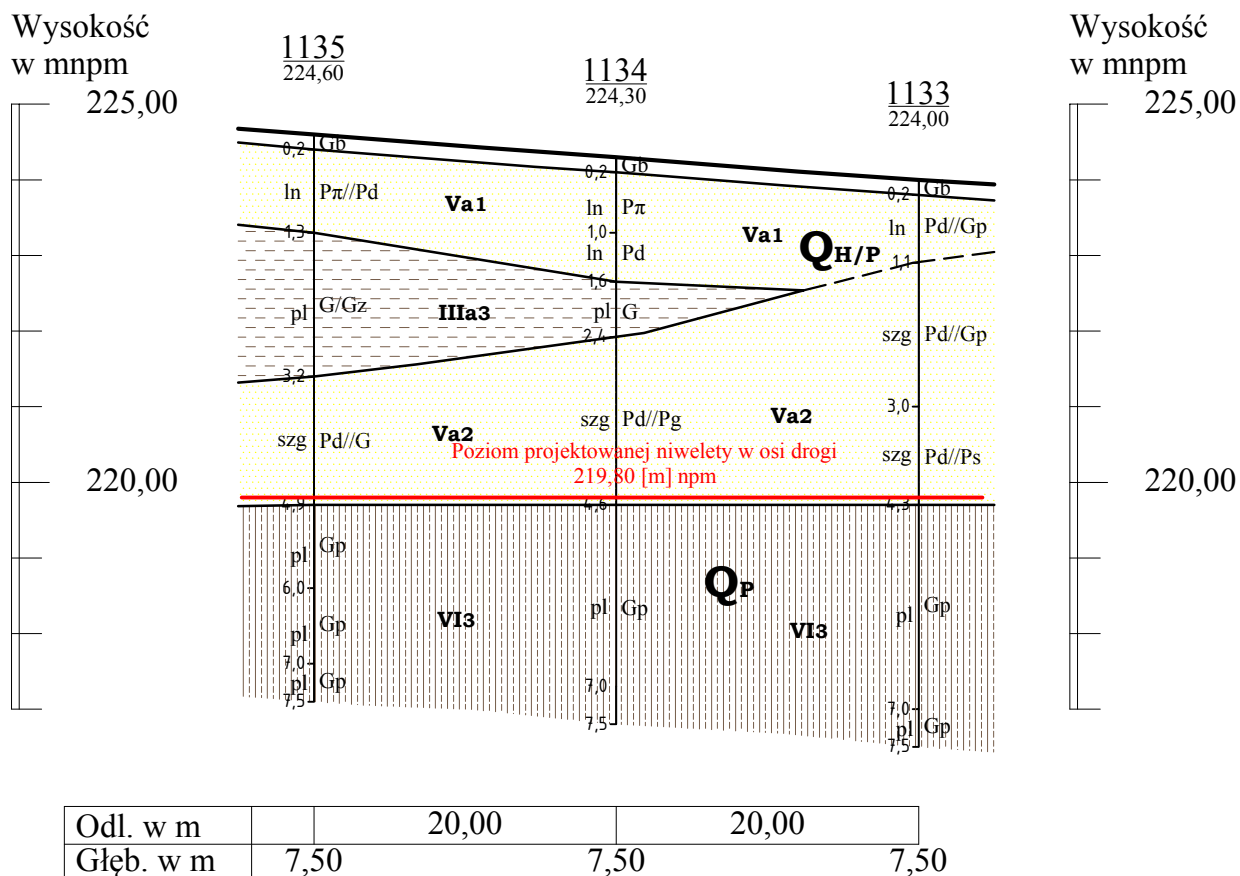 Wysokość
w mnpm
1135
224,60
1134
224,30
1133
224,00
Wysokość
w mnpm
225,00
225,00
0,2 Gb
0,2 Gb
0,2 Gb
ln Pπ//Pd
Va1
ln Pπ
Va1
ln Pd//Gp
1,3
1,0
QH/P
ln Pd
1,1
1,6
pl G/Gz
IIIa3
pl G
2,4
szg Pd/Gp
3,2
3,0
szg Pd//G
Va2
szg Pd//Pg
Va2
szg Pd//Ps
Poziom projektowanej niwelety w osi drogi
219,80 [m] npm
220,00
220,00
4,9
4,6
4,3
pl Gp
6,0
QP
pl Gp
pl Gp
pl Gp
VI3
VI3
7,0
pl Gp
7,0
7,5
7,5
7,0
pl Gp
7,5
Odl. w m 20,00 20,00
Głęb. w m 7,50 7,50 7,50